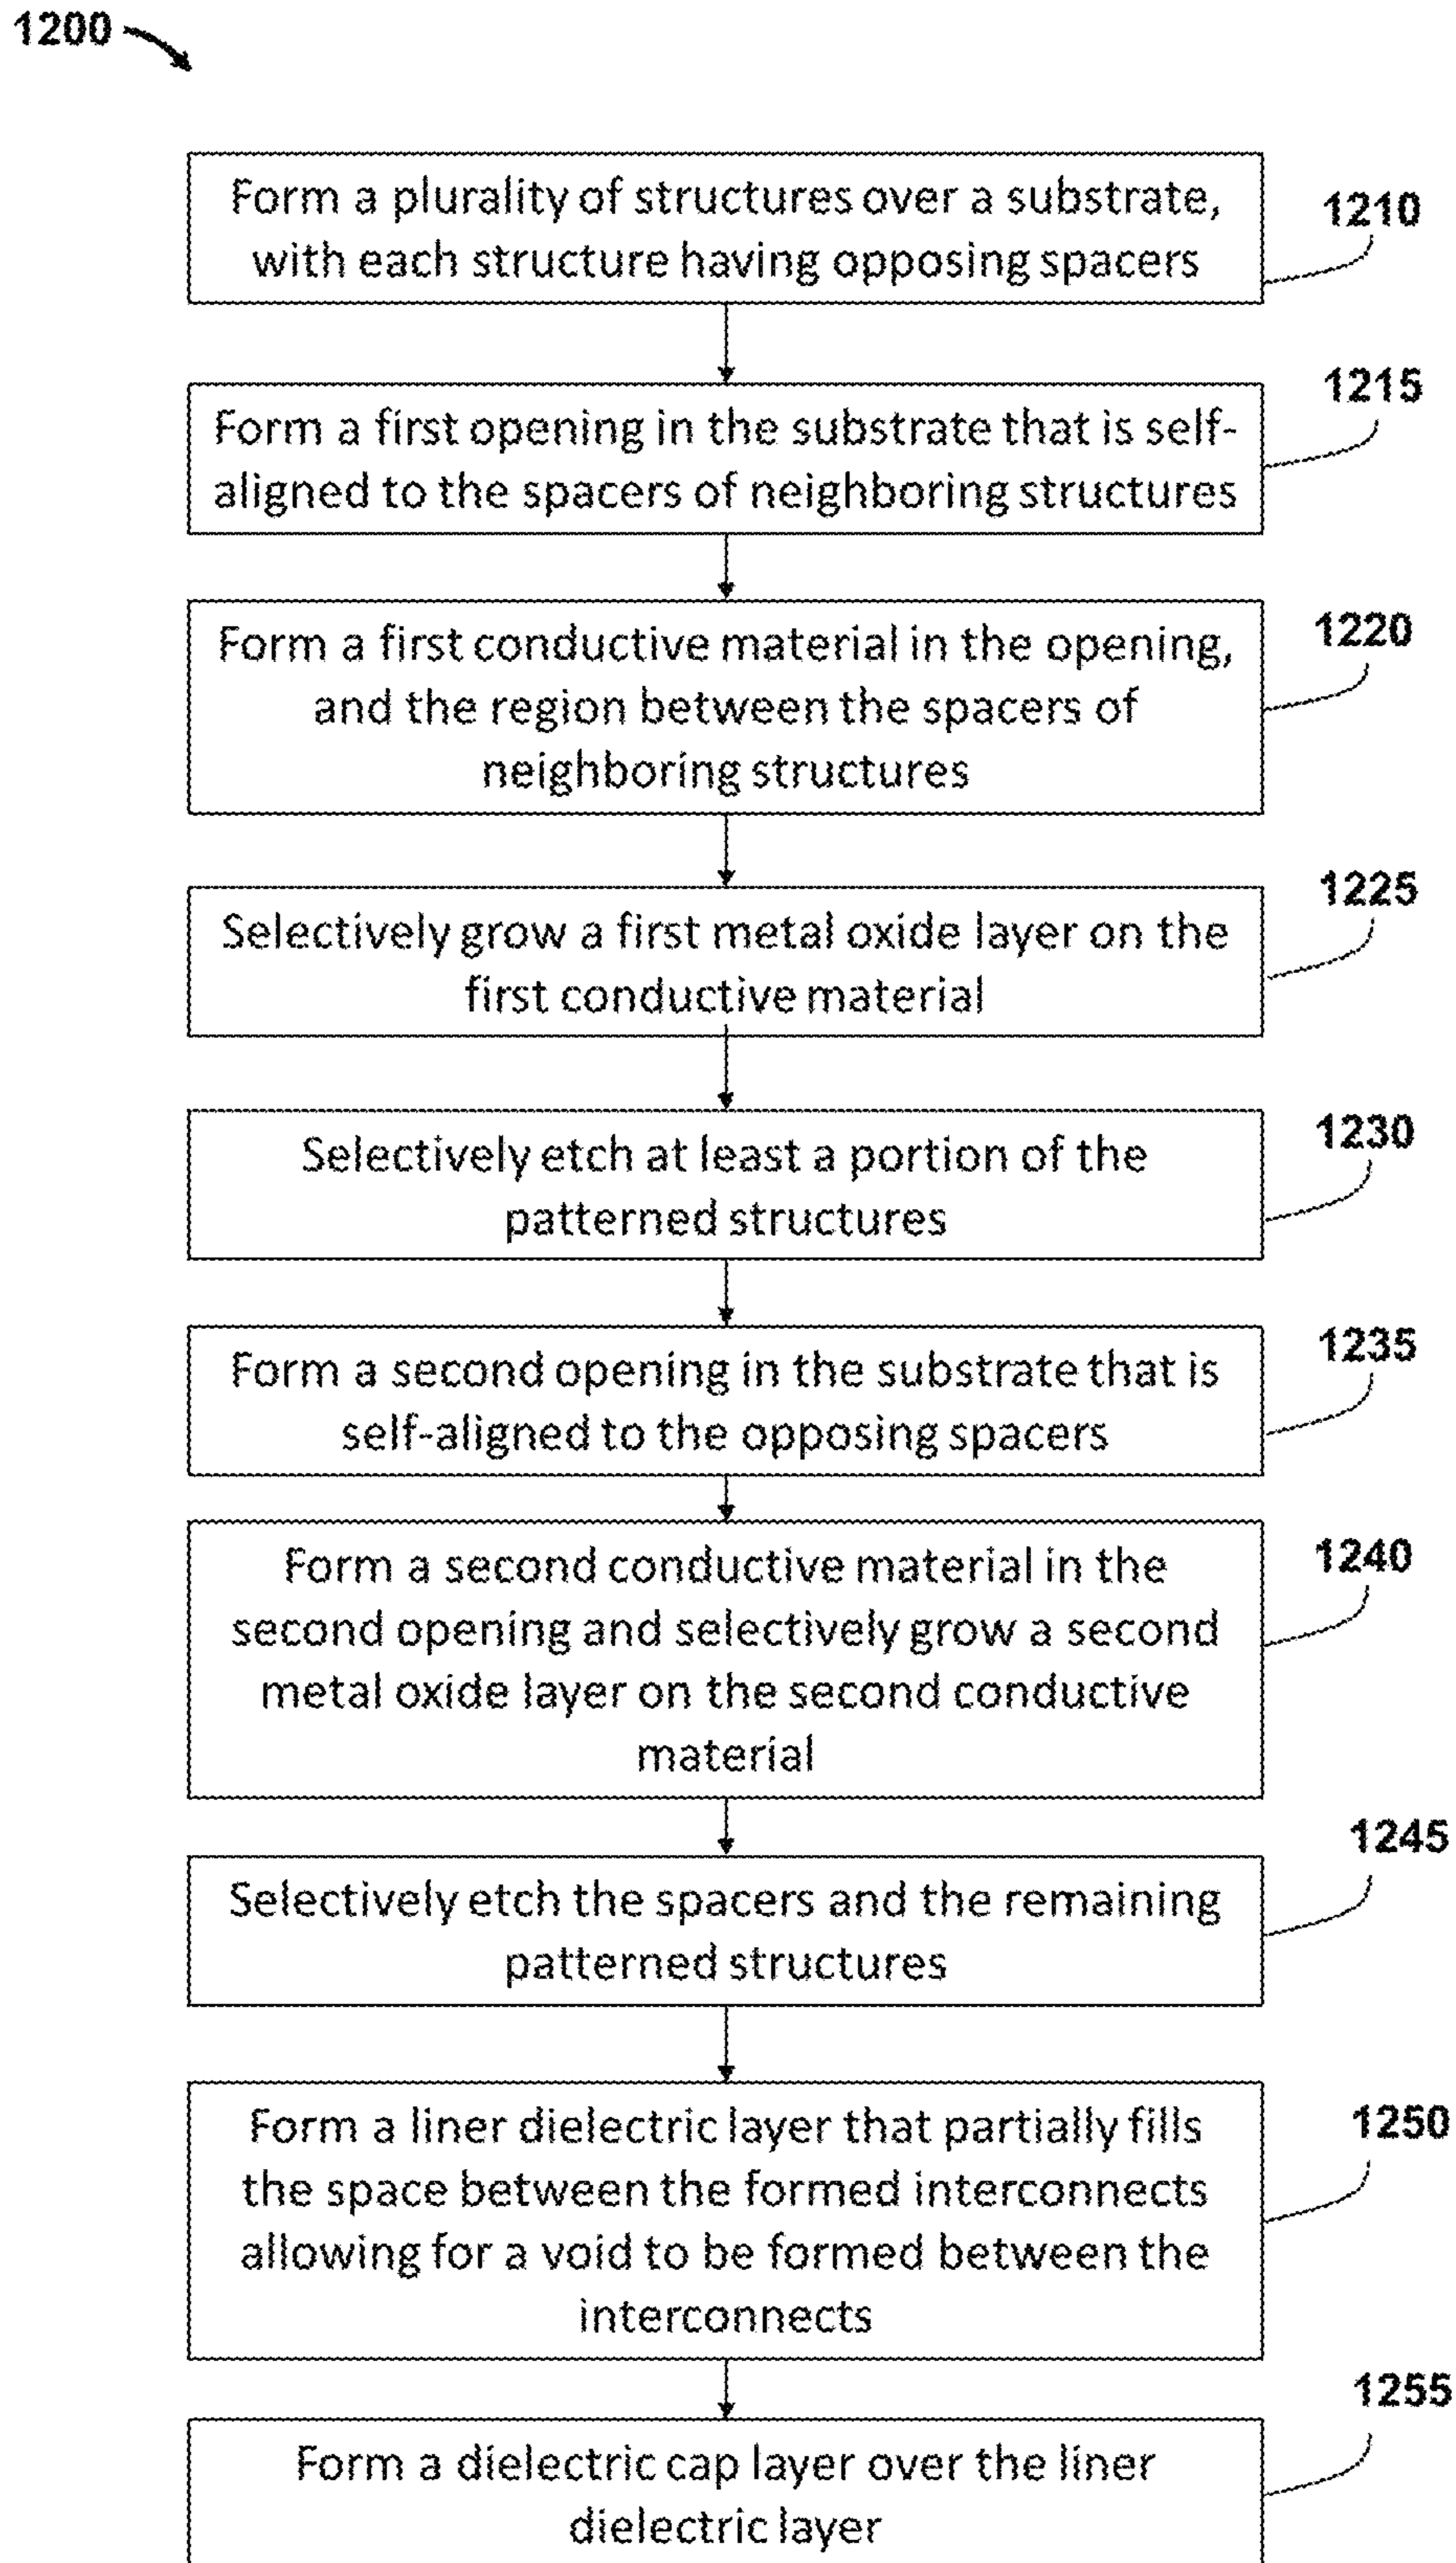 1200
Form a plurality of structures over a substrate,
with each structure having opposing spacers
1210
Form a first opening in the substrate that is self-
aligned to the spacers of neighboring structures
1215
Form a first conductive material in the opening,
and the region between the spacers of
neighboring structures
1220
Selectively grow a first metal oxide layer on the
first conductive material
1225
Selectively etch at least a portion of the
patterned structures
1230
Form a second opening in the substrate that is
self-aligned to the opposing spacers
1235
Form a second conductive material in the
second opening and selectively grow a second
metal oxide layer on the second conductive
material
1240
Selectively etch the spacers and the remaining
patterned structures
1245
Form a liner dielectric layer that partially fills
the space between the formed interconnects
allowing for a void to be formed between the
interconnects
1250
Form a dielectric cap layer over the liner
dielectric layer
1255